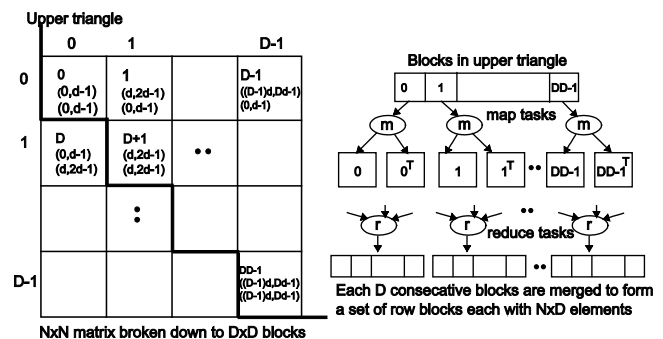 Upper triangle
0 1 D-1
0
0
(0,d-1)
(0,d-1)
1
(d,2d-1)
(0,d-1)
D-1
((D-1)d,Dd-1)
(0,d-1)
1
D
(0,d-1)
(d,2d-1)
D+1
(d,2d-1)
(d,2d-1)
D-1
DD-1
((D-1)d,Dd-1)
((D-1)d,Dd-1)
NxN matrix broken down to DxD blocks
Blocks in upper triangle
0 1 DD-1
map tasks
m m m
0 0T 1 1T DD-1 DD-1T
r r r
reduce tasks
Each D consecutive blocks are merged to form
a set of row blocks each with NxD elements